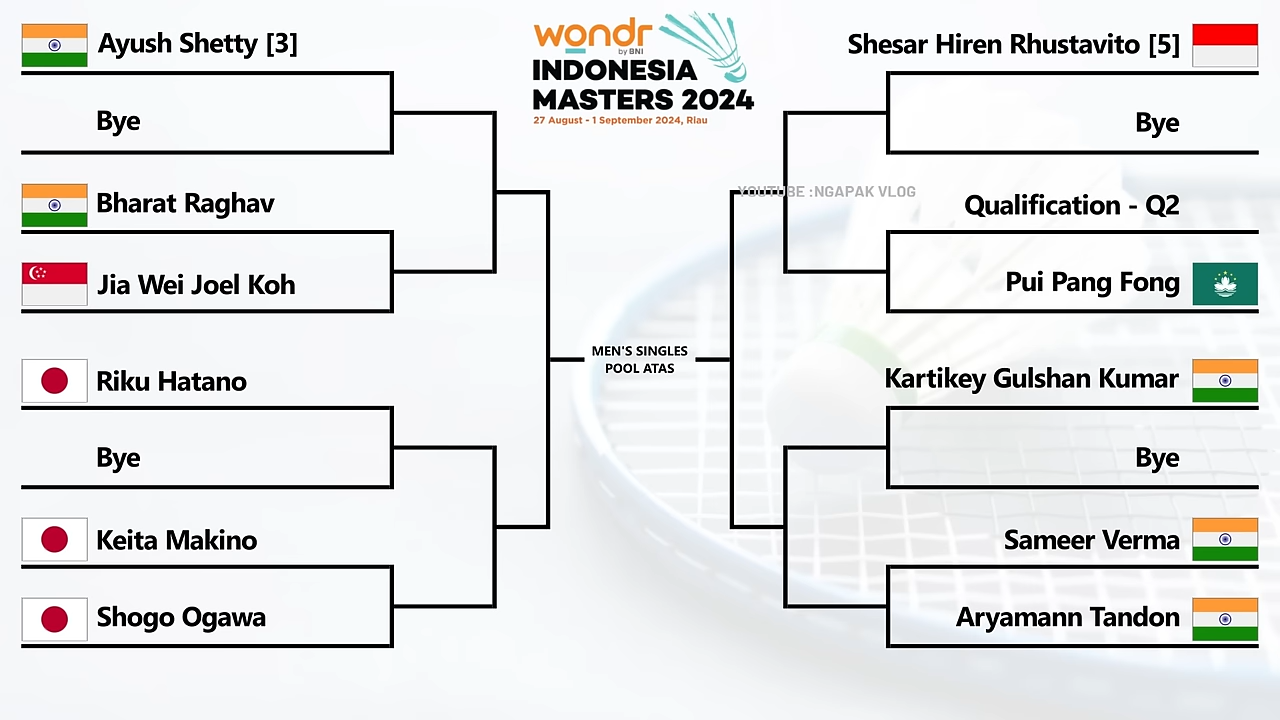 Ayush Shetty [3]
Bye
Bharat Raghav
Jia Wei Joel Koh
Riku Hatano
Bye
Keita Makino
Shogo Ogawa
wondr
by BNI
INDONESIA
MASTERS 2024
27 August - 1 September 2024, Riau
MEN'S SINGLES
POOL ATAS
YOUTUBE :NGAPAK VLOG
Shesar Hiren Rhustavito [5]
Bye
Qualification - Q2
Pui Pang Fong
Kartikey Gulshan Kumar
Bye
Sameer Verma
Aryamann Tandon